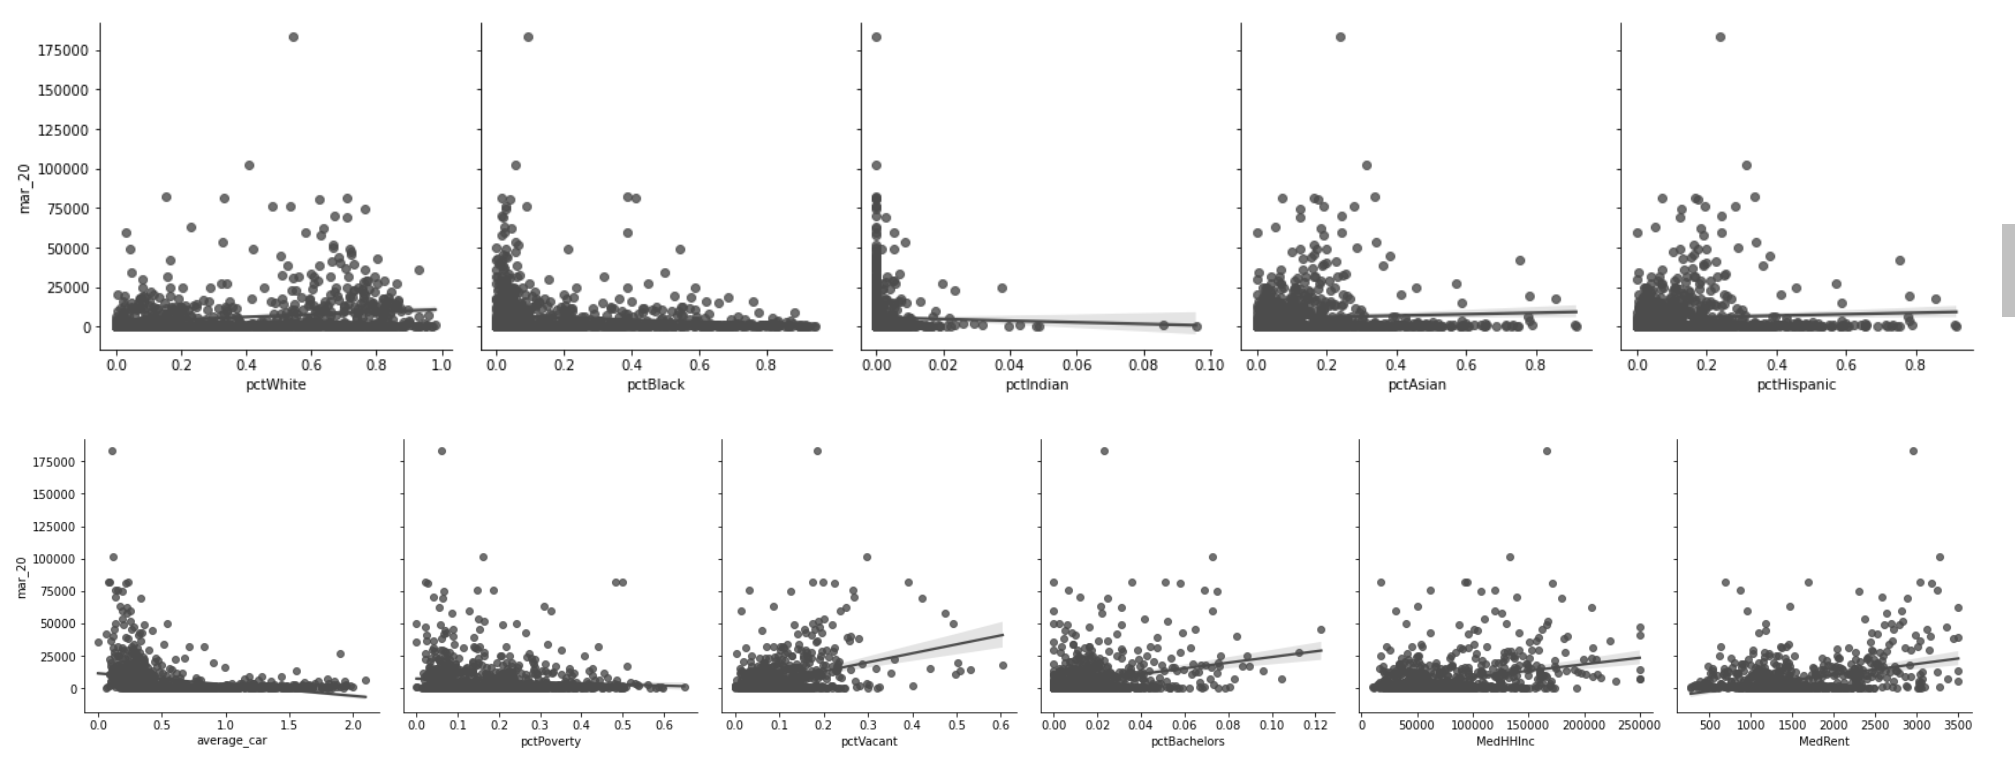 175000
150000
125000
100000
75000
50000
25000
0
mar_20
0.0 0.2 0.4 0.6 0.8 1.0
pctWhite
0.0 0.2 0.4 0.6 0.8
pctBlack
0.00 0.02 0.04 0.06 0.08 0.10
pctIndian
0.0 0.2 0.4 0.6 0.8
pctAsian
0.0 0.2 0.4 0.6 0.8
pctHispanic
175000
150000
125000
100000
75000
50000
25000
0
mar_20
0.0 0.5 1.0 1.5 2.0
average_car
0.0 0.1 0.2 0.3 0.4 0.5 0.6
pctPoverty
0.0 0.1 0.2 0.3 0.4 0.5 0.6
pctVacant
0.00 0.02 0.04 0.06 0.08 0.10 0.12
pctBachelors
0 50000 100000 150000 200000 250000
MedHHInc
500 1000 1500 2000 2500 3000 3500
MedRent